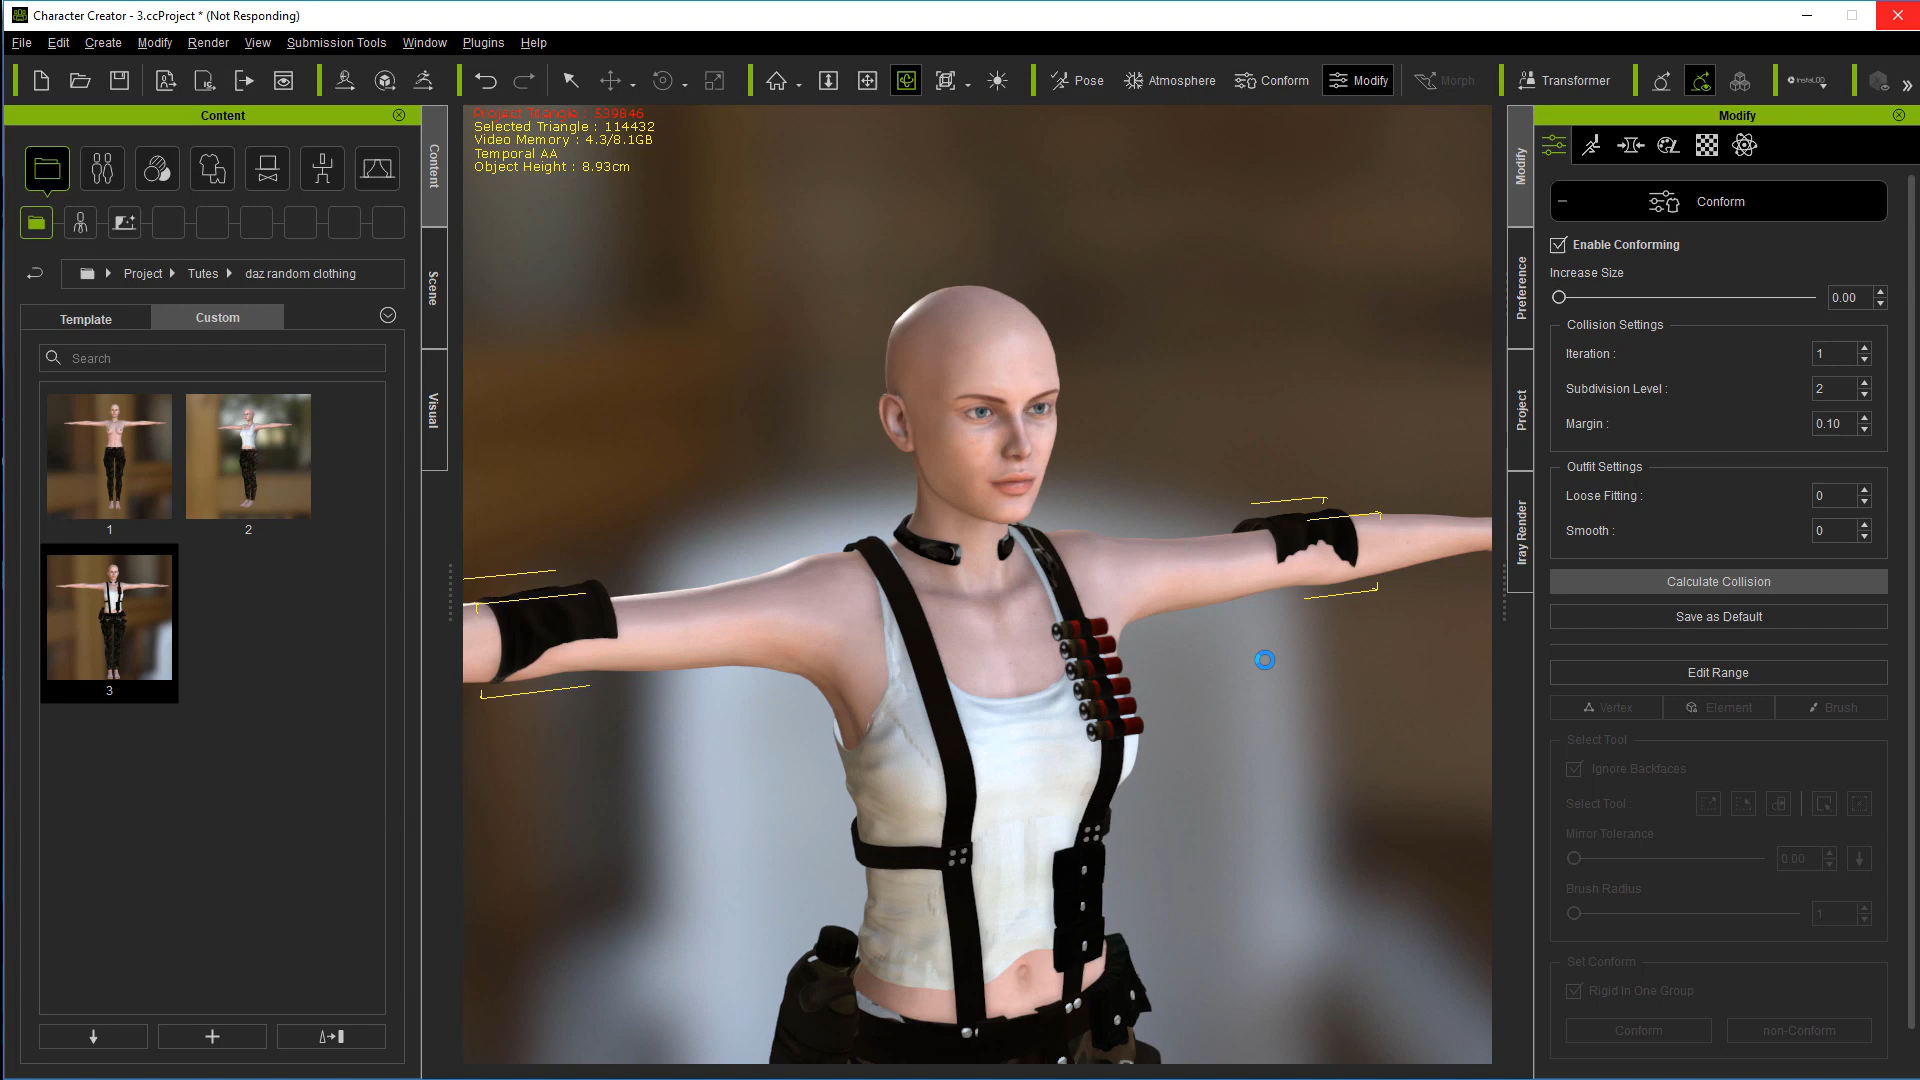 Character Creator - 3.ccProject * (Not Responding)
File Edit Create Modify Render View Submission Tools Window Plugins Help
Pose Atmosphere Conform Modify Morph Transformer InstaLOD
Content
Project Tutes daz random clothing
Template Custom
Search
1 2
3
Content
Scene
Visual
Project Triangle : 539846
Selected Triangle : 114432
Video Memory : 4.3/8.1GB
Temporal AA
Object Height : 8.93cm
Modify
Preference
Project
Iray Render
Modify
Conform
Enable Conforming
Increase Size
0.00
Collision Settings
Iteration : 1
Subdivision Level : 2
Margin : 0.10
Outfit Settings
Loose Fitting : 0
Smooth : 0
Calculate Collision
Save as Default
Edit Range
Vertex Element Brush
Select Tool
Ignore Backfaces
Select Tool :
Mirror Tolerance
0.00
Brush Radius
1
Set Conform
Rigid In One Group
Conform non-Conform